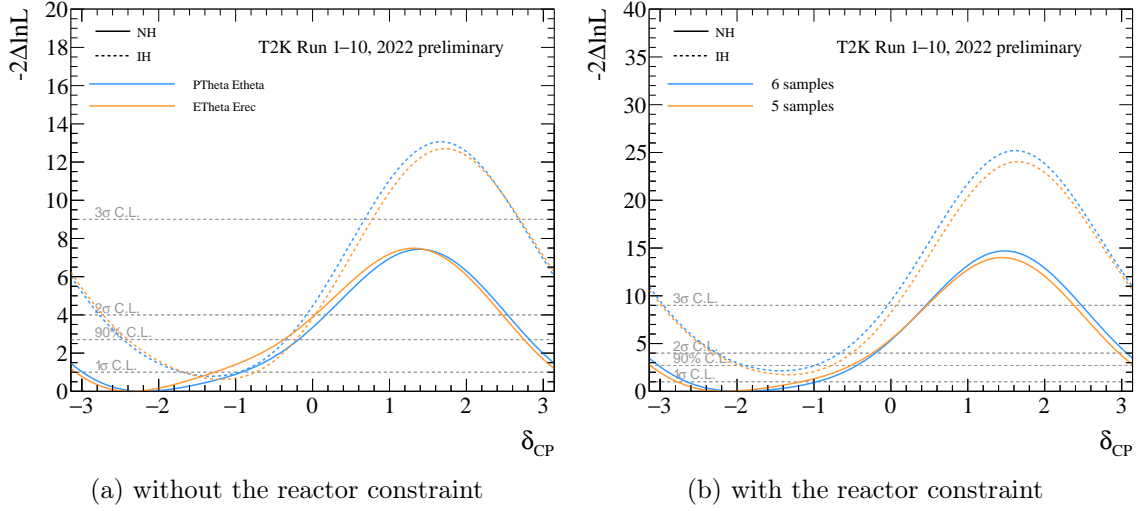 -2ΔlnL
20
18
16
14
12
10
8
6
4
2
0
NH
IH
T2K Run 1–10, 2022 preliminary
PTheta Etheta
ETheta Erec
3σ C.L.
2σ C.L.
90% C.L.
1σ C.L.
−3 −2 −1 0 1 2 3
δCP
(a) without the reactor constraint
-2ΔlnL
40
35
30
25
20
15
10
5
0
NH
IH
T2K Run 1–10, 2022 preliminary
6 samples
5 samples
3σ C.L.
2σ C.L.
90% C.L.
1σ C.L.
−3 −2 −1 0 1 2 3
δCP
(b) with the reactor constraint